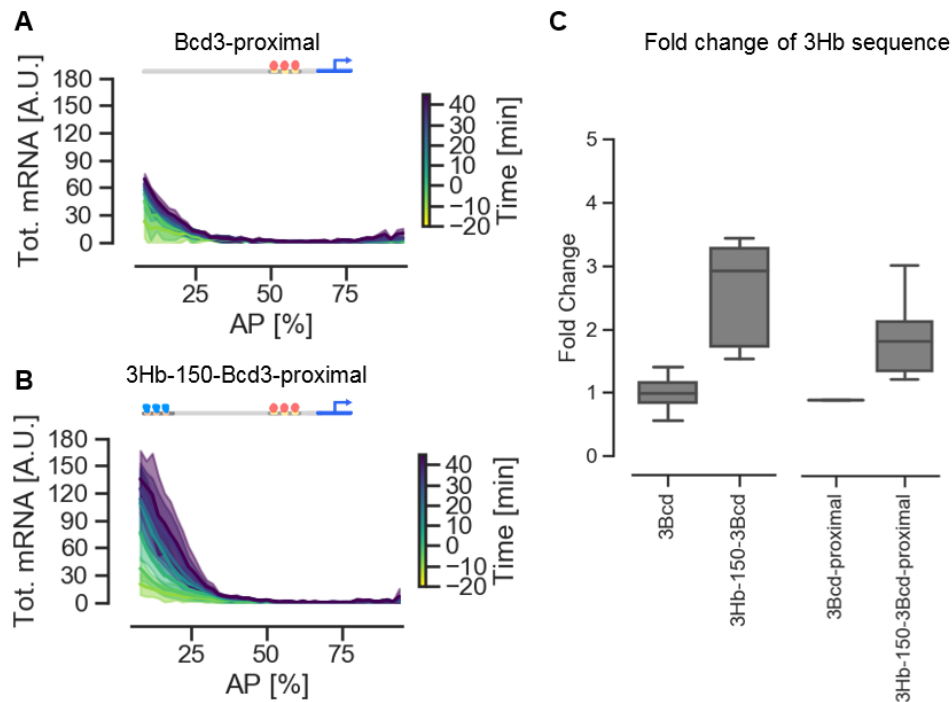 A
Bcd3-proximal
Tot. mRNA [A.U.]
180
150
120
90
60
30
0
25
50
75
AP [%]
40
30
20
10
0
−10
−20
Time [min]
B
3Hb-150-Bcd3-proximal
Tot. mRNA [A.U.]
180
150
120
90
60
30
0
25
50
75
AP [%]
40
30
20
10
0
−10
−20
Time [min]
C
Fold change of 3Hb sequence
Fold Change
5
4
3
2
1
0
3Bcd
3Hb-150-3Bcd
3Bcd-proximal
3Hb-150-3Bcd-proximal